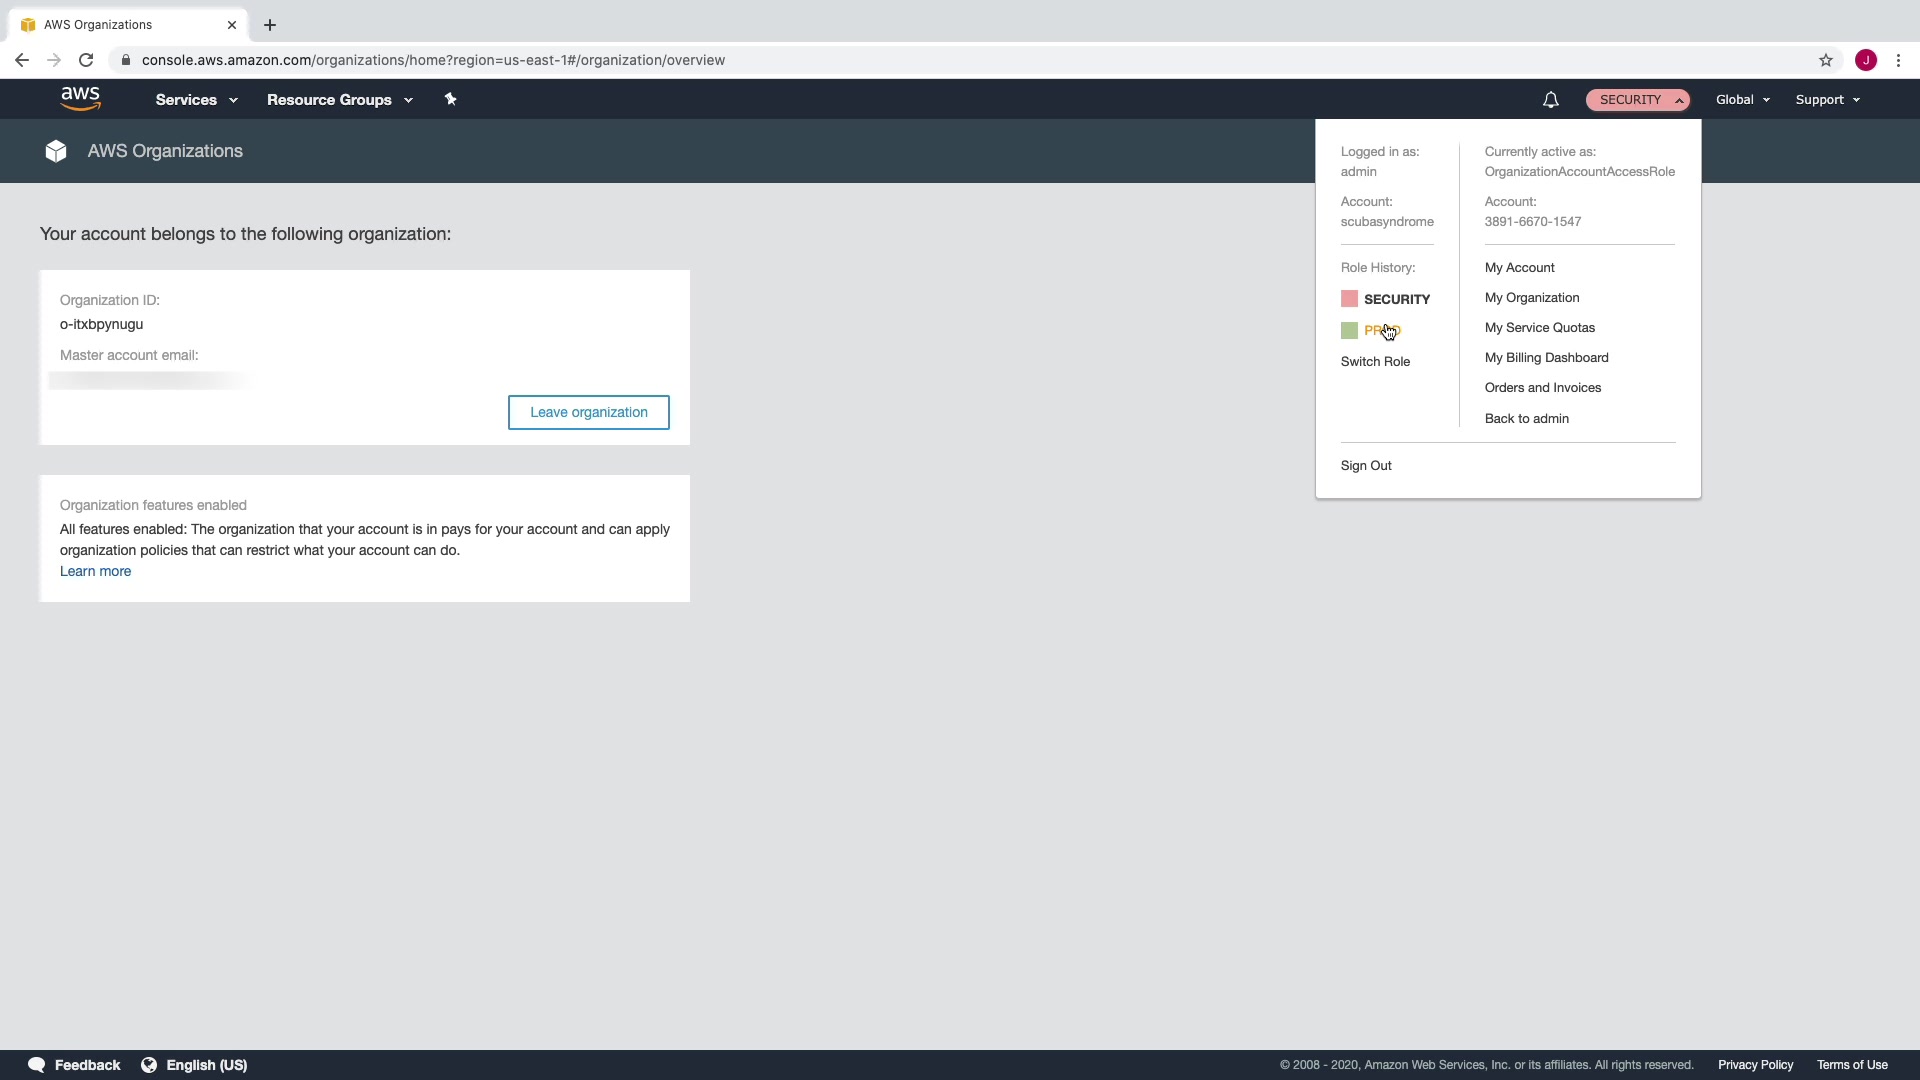 AWS Organizations
console.aws.amazon.com/organizations/home?region=us-east-1#/organization/overview
J
aws
Services
Resource Groups
SECURITY
Global
Support
AWS Organizations
Logged in as:
admin
Account:
scubasyndrome
Role History:
SECURITY
Switch Role
Currently active as:
OrganizationAccountAccessRole
Account:
3891-6670-1547
My Account
My Organization
My Service Quotas
My Billing Dashboard
Orders and Invoices
Back to admin
Sign Out
Your account belongs to the following organization:
Organization ID:
o-itxbpynugu
Master account email:
Leave organization
Organization features enabled
All features enabled: The organization that your account is in pays for your account and can apply
organization policies that can restrict what your account can do.
Learn more
Feedback
English (US)
© 2008 - 2020, Amazon Web Services, Inc. or its affiliates. All rights reserved.
Privacy Policy
Terms of Use